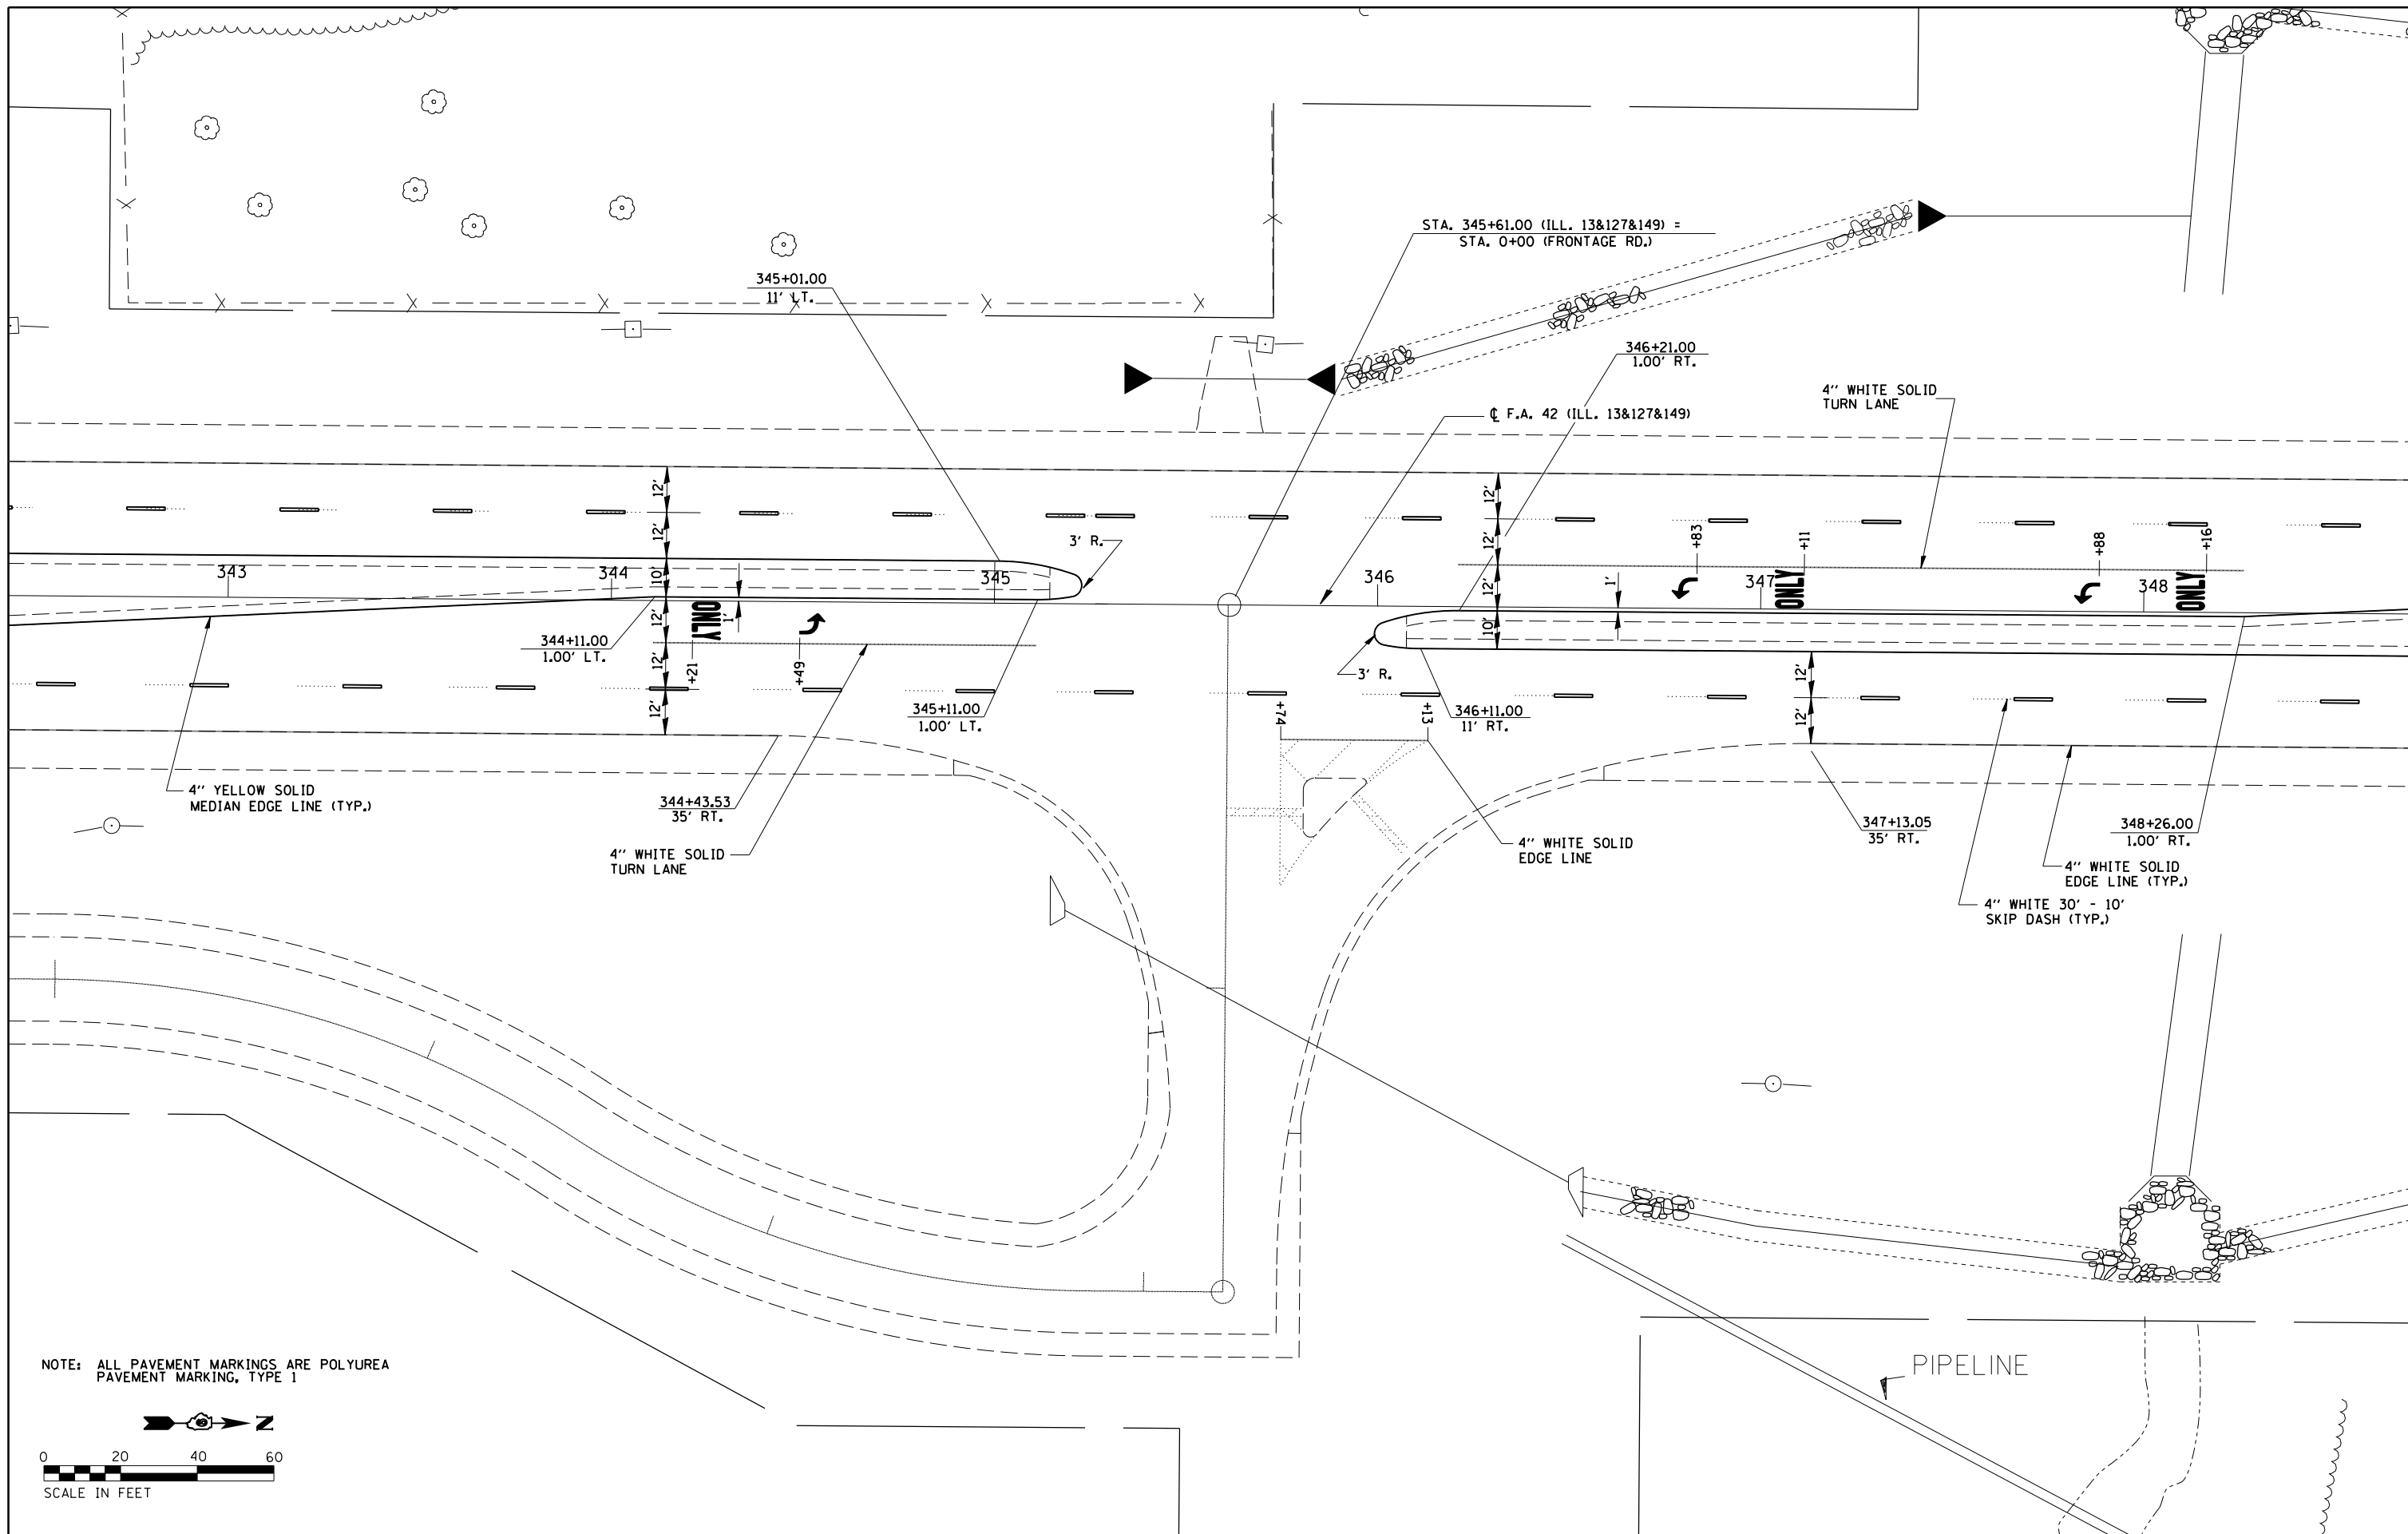 STA. 345+61.00 (ILL. 13&127&149) =
STA. 0+00 (FRONTAGE RD.)
345+01.00
11' LT.
346+21.00
1.00' RT.
4'' WHITE SOLID
TURN LANE
℄ F.A. 42 (ILL. 13&127&149)
12'
12'
10'
12'
12'
12'
12'
12'
12'
10'
3' R.
+83
+11
+88
+16
343
344
345
346
347
348
1'
1'
ONLY
ONLY
ONLY
344+11.00
1.00' LT.
+21
+49
3' R.
345+11.00
1.00' LT.
+74
+13
346+11.00
11' RT.
12'
12'
4'' YELLOW SOLID
MEDIAN EDGE LINE (TYP.)
344+43.53
35' RT.
4'' WHITE SOLID
TURN LANE
4'' WHITE SOLID
EDGE LINE
347+13.05
35' RT.
348+26.00
1.00' RT.
4'' WHITE SOLID
EDGE LINE (TYP.)
4'' WHITE 30' - 10'
SKIP DASH (TYP.)
PIPELINE
NOTE: ALL PAVEMENT MARKINGS ARE POLYUREA
PAVEMENT MARKING, TYPE 1
N
0 20 40 60
SCALE IN FEET